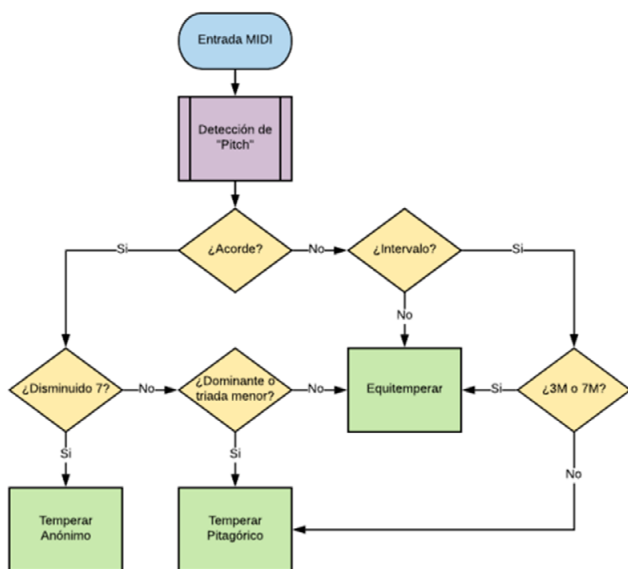 Entrada MIDI
Detección de
"Pitch"
¿Acorde?
Si
No
¿Intervalo?
Si
No
¿Dismunuido 7?
No
¿Dominante o
triada menor?
No
Equitemperar
Si
¿3M o 7M?
Si
Si
No
Temperar
Anónimo
Temperar
Pitagórico